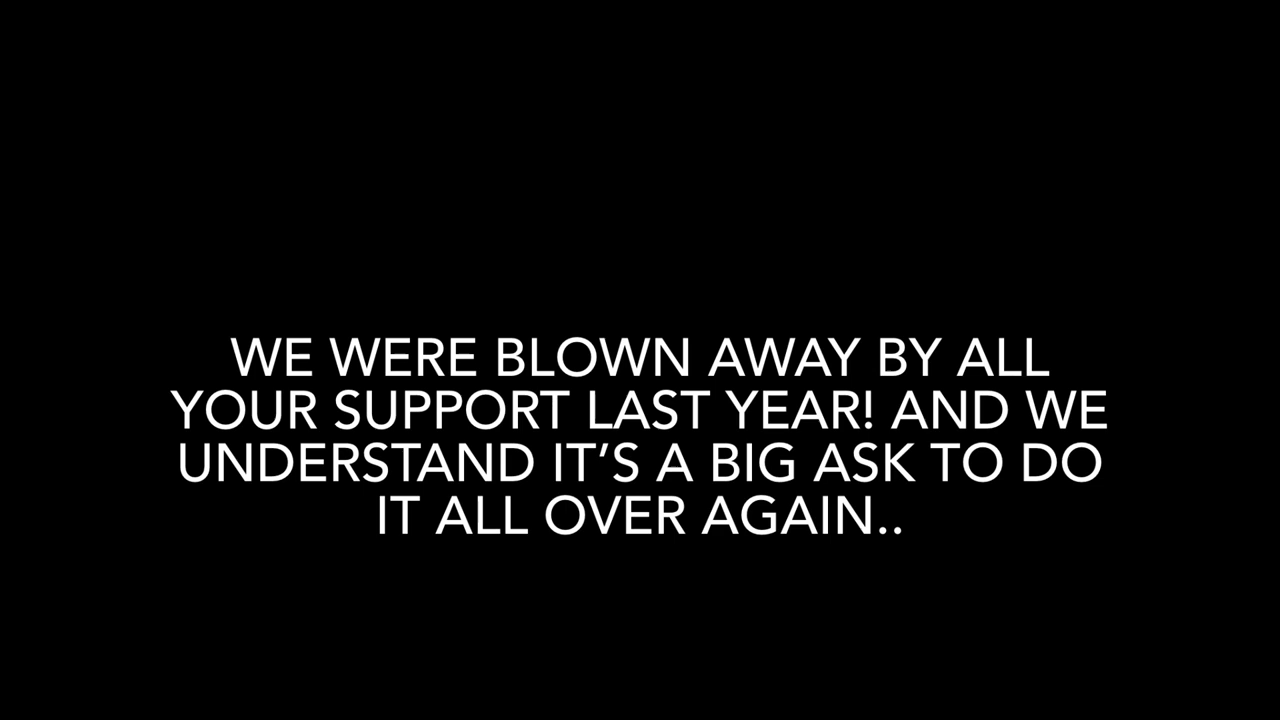 WE WERE BLOWN AWAY BY ALL
YOUR SUPPORT LAST YEAR! AND WE
UNDERSTAND IT’S A BIG ASK TO DO
IT ALL OVER AGAIN..